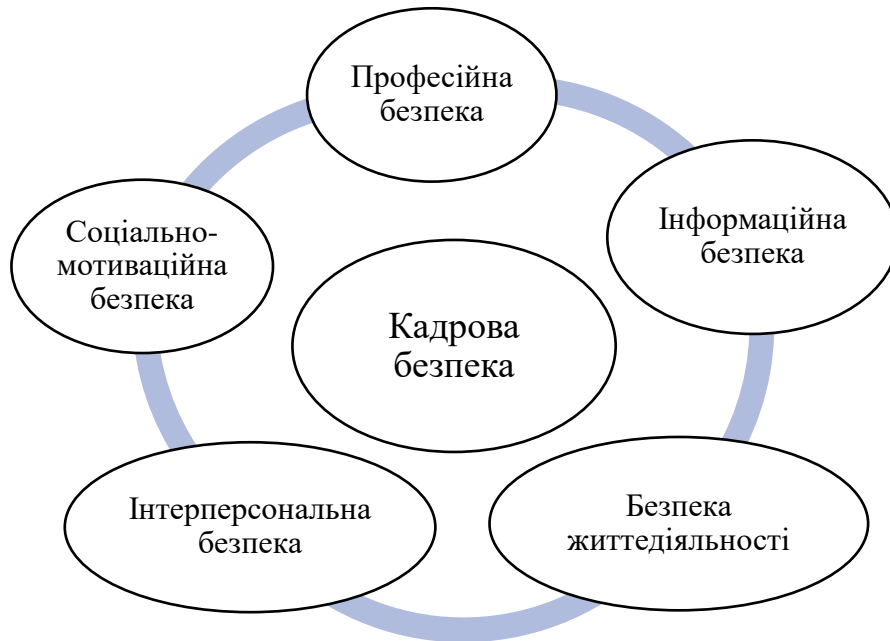 Професійна
безпека
Інформаційна
безпека
Соціально-
мотиваційна
безпека
Кадрова
безпека
Інтерперсональна
безпека
Безпека
життедіяльності